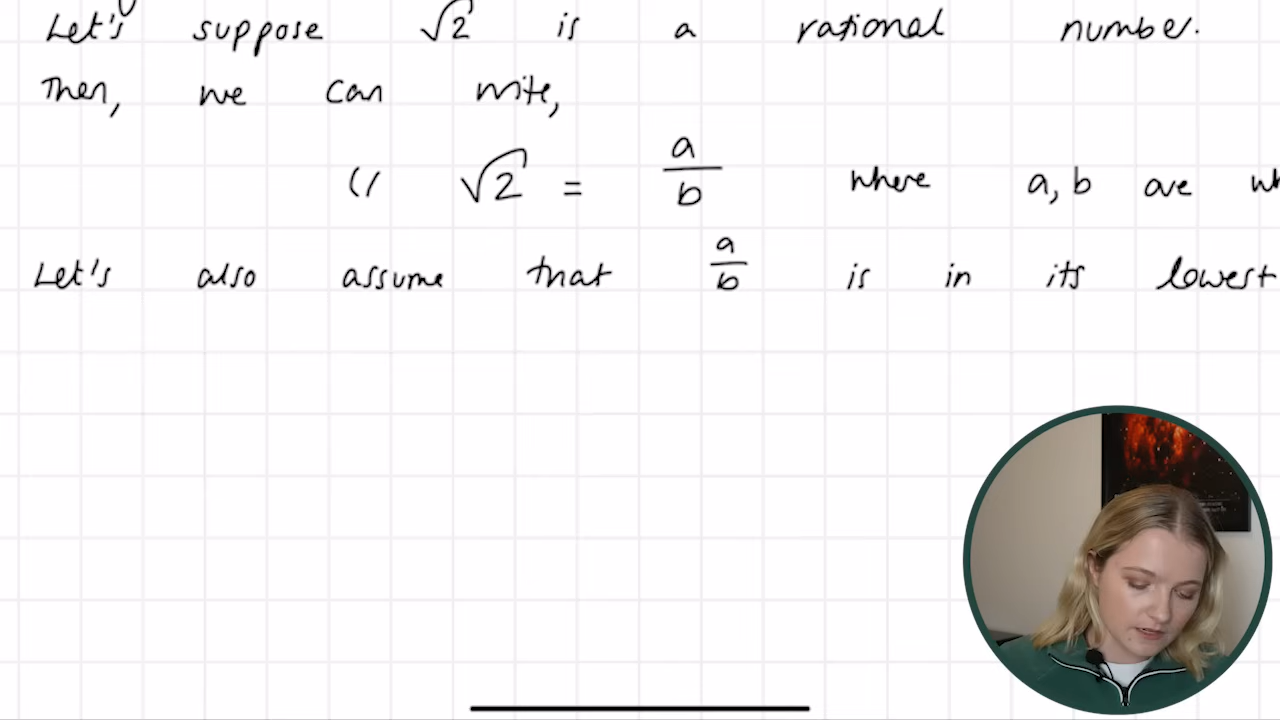 Let's suppose √2 is a rational number.
Then, we can write,
(1 √2 = a/b where a, b are wh
Let's also assume that a/b is in its lowest